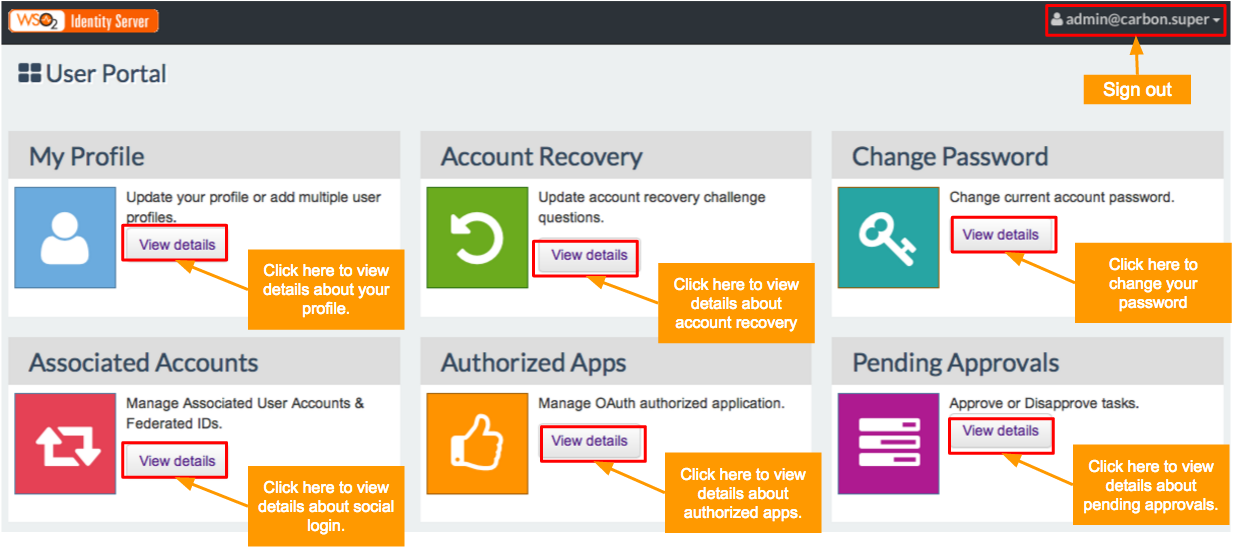 WSO2 Identity Server
admin@carbon.super
Sign out
User Portal
My Profile
Update your profile or add multiple user
profiles.
View details
Click here to view
details about your
profile.
Account Recovery
Update account recovery challenge
questions.
View details
Click here to view
details about
account recovery
Change Password
Change current account password.
View details
Click here to
change your
password
Associated Accounts
Manage Associated User Accounts &
Federated IDs.
View details
Click here to view
details about social
login.
Authorized Apps
Manage OAuth authorized application.
View details
Click here to view
details about
authorized apps.
Pending Approvals
Approve or Disapprove tasks.
View details
Click here to view
details about
pending approvals.